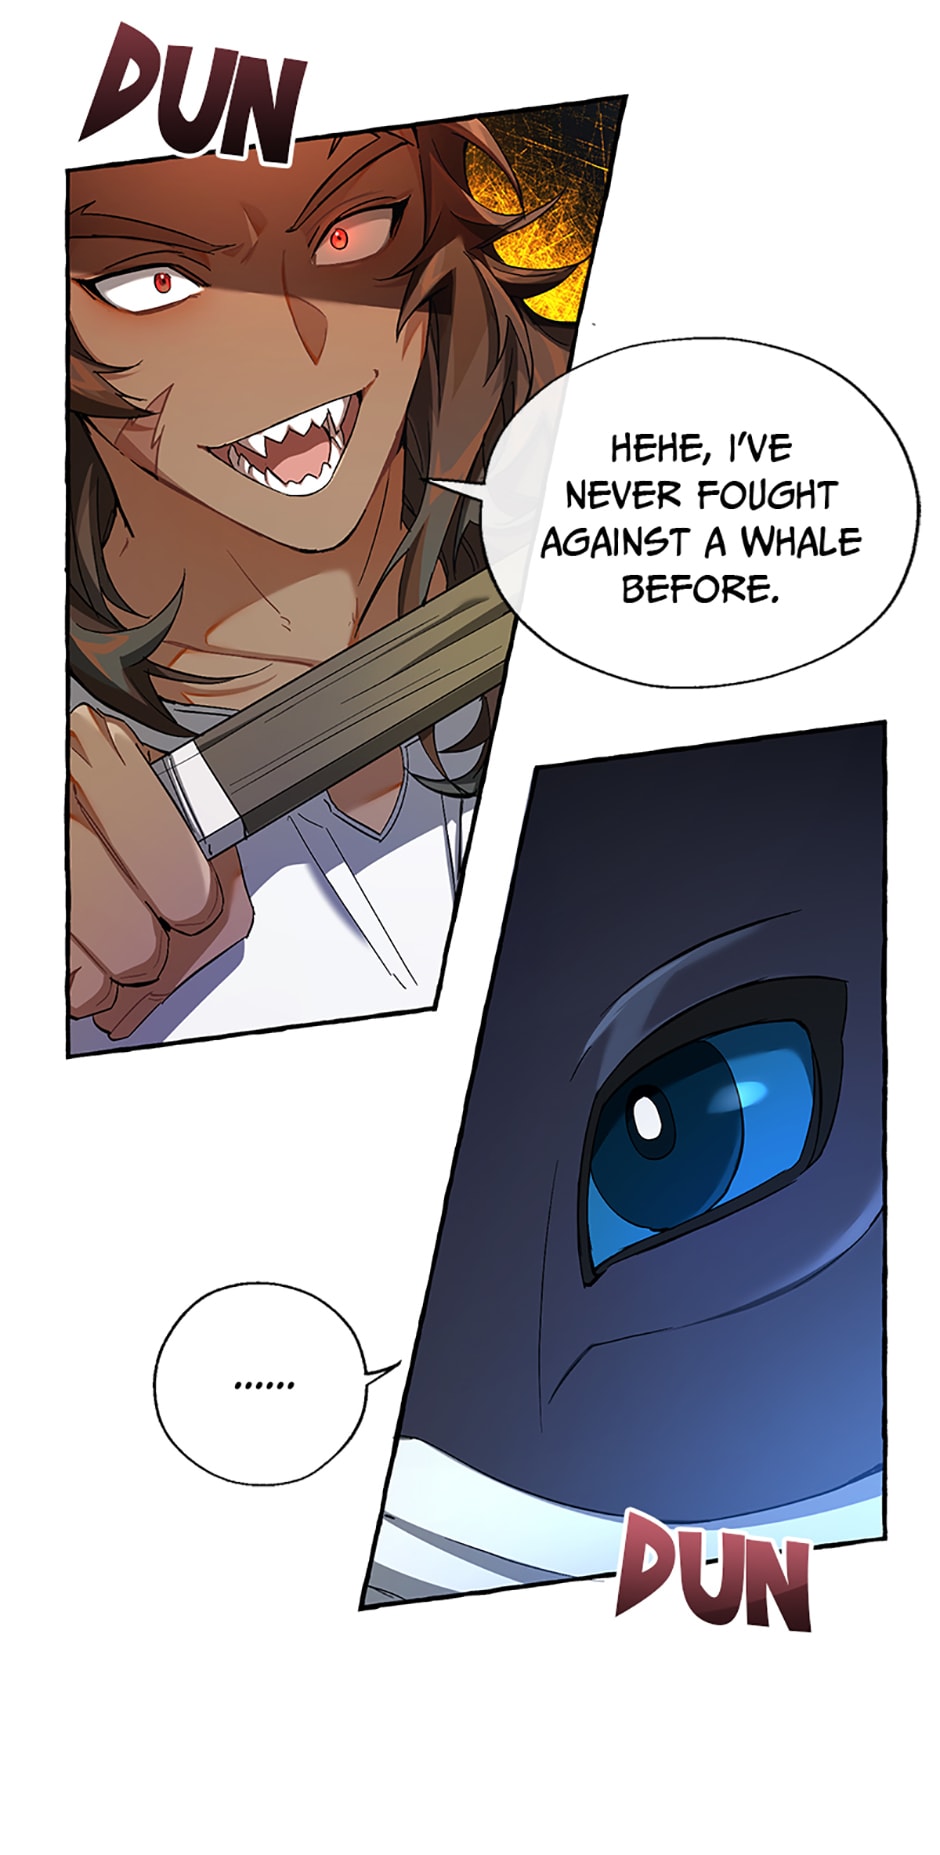 DUN
HEHE, I'VE
NEVER FOUGHT
AGAINST A WHALE
BEFORE.
......
DUN